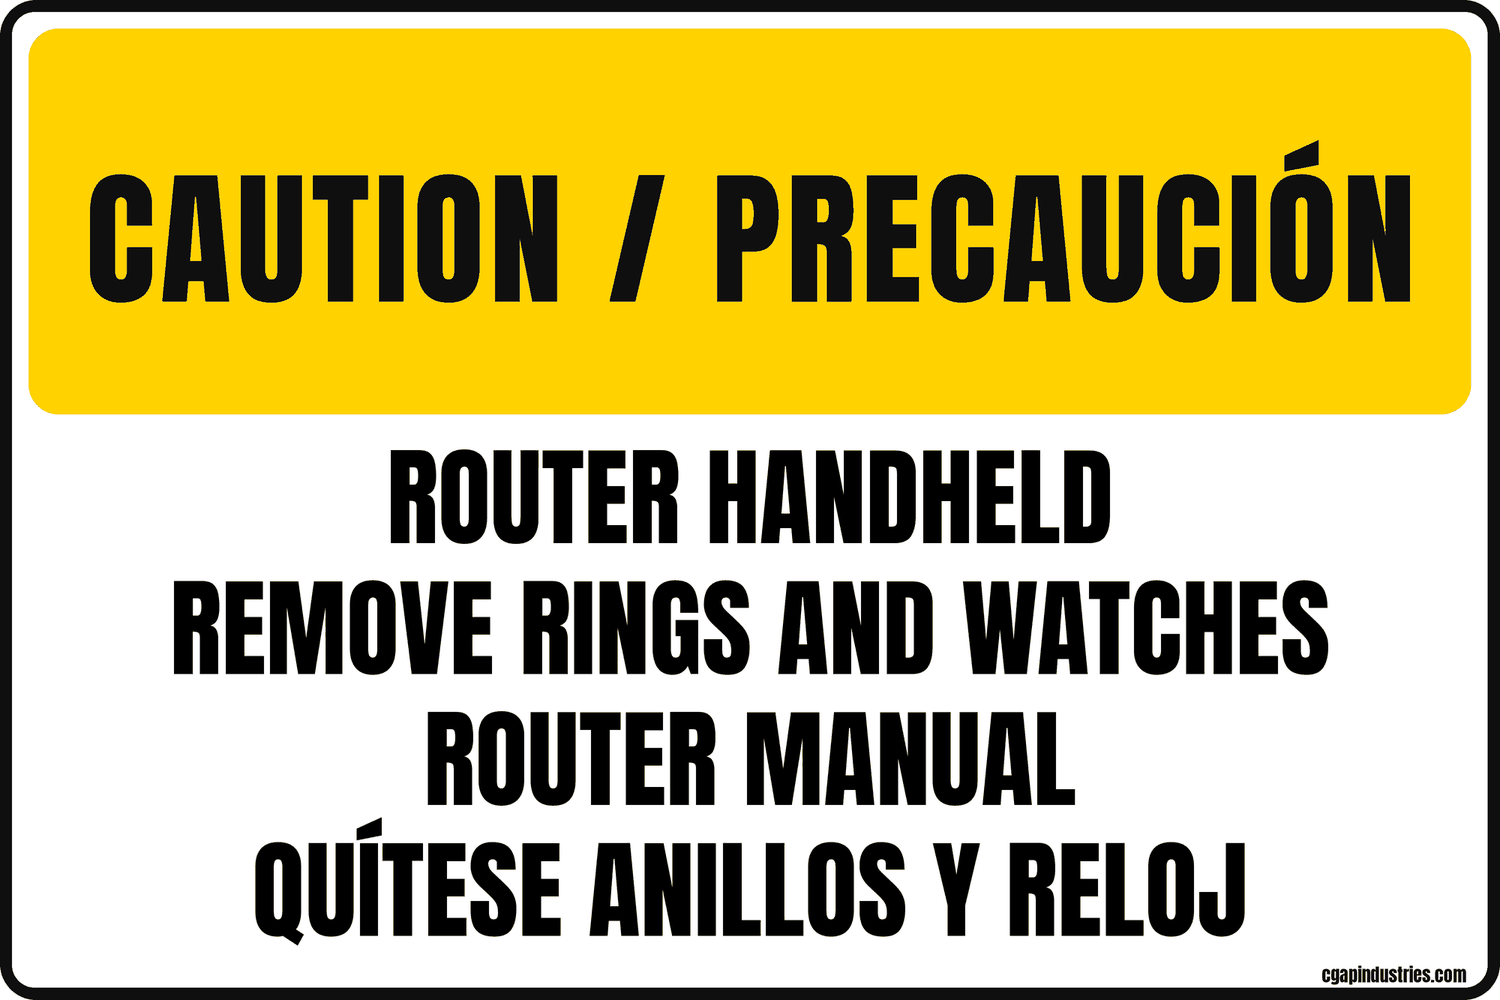 CAUTION / PRECAUCIÓN
ROUTER HANDHELD
REMOVE RINGS AND WATCHES
ROUTER MANUAL
QUÍTESE ANILLOS Y RELOJ
cgapindustries.com